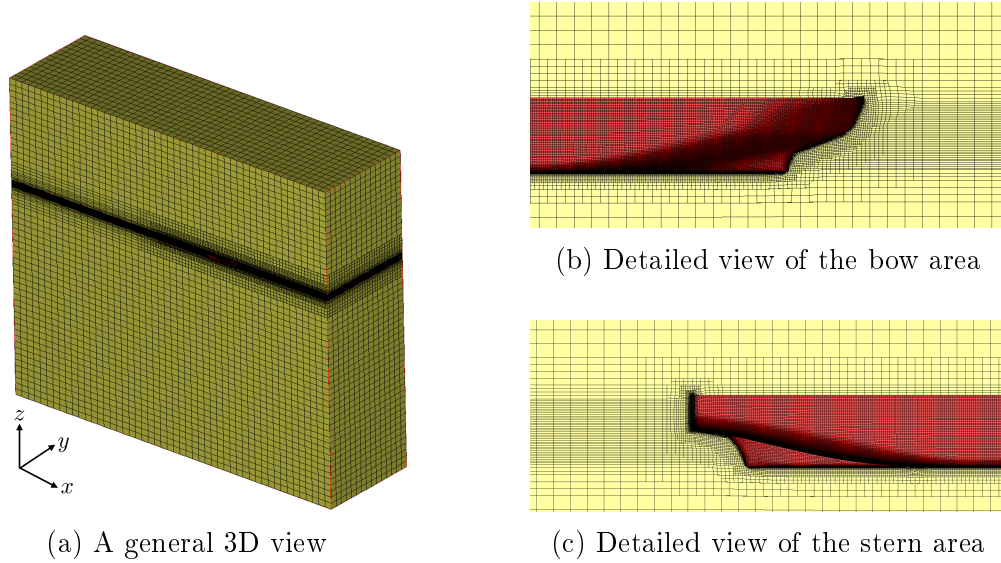 z
y
x
(a) A general 3D view
(b) Detailed view of the bow area
(c) Detailed view of the stern area